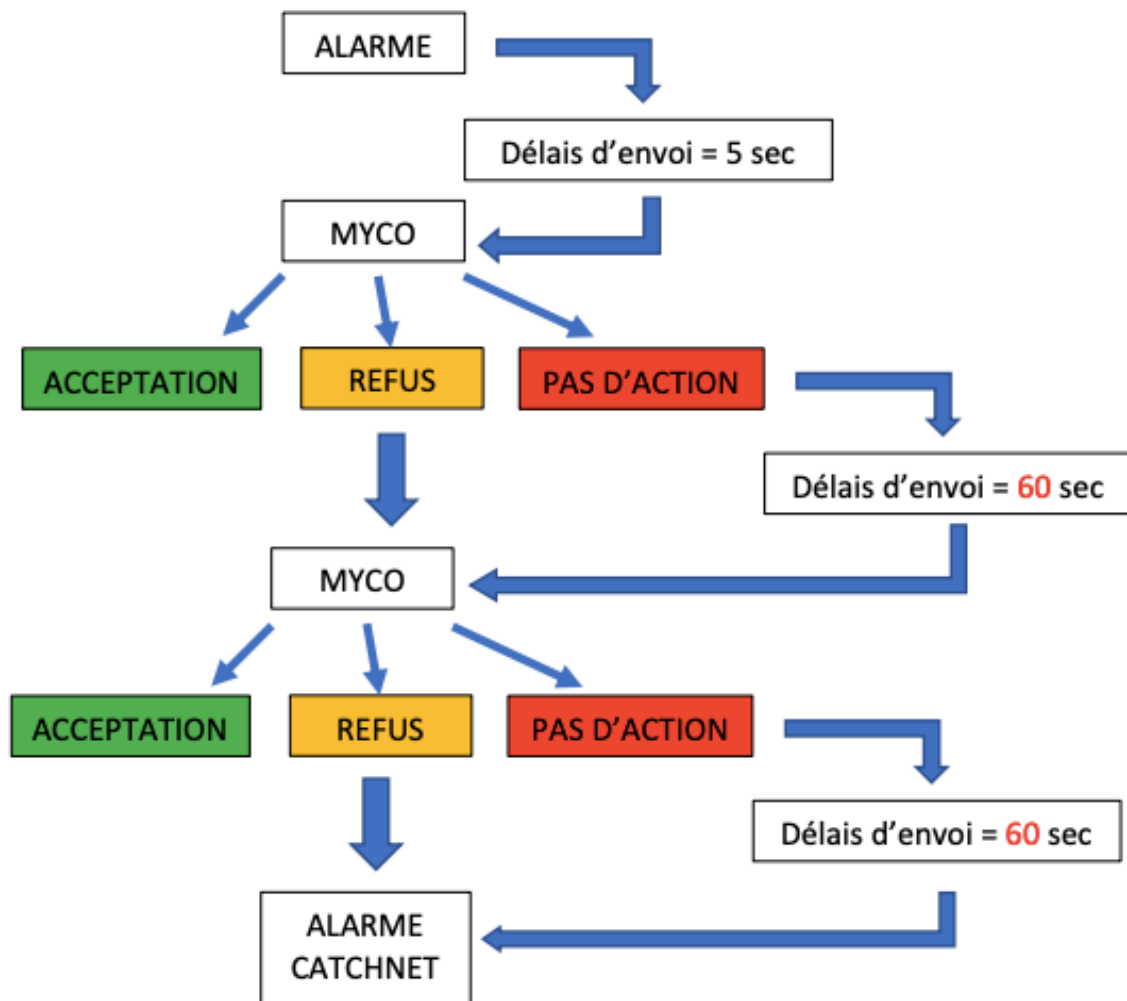 ALARME
Délais d’envoi = 5 sec
MYCO
ACCEPTATION
REFUS
PAS D’ACTION
Délais d’envoi = 60 sec
MYCO
ACCEPTATION
REFUS
PAS D’ACTION
Délais d’envoi = 60 sec
ALARME
CATCHNET